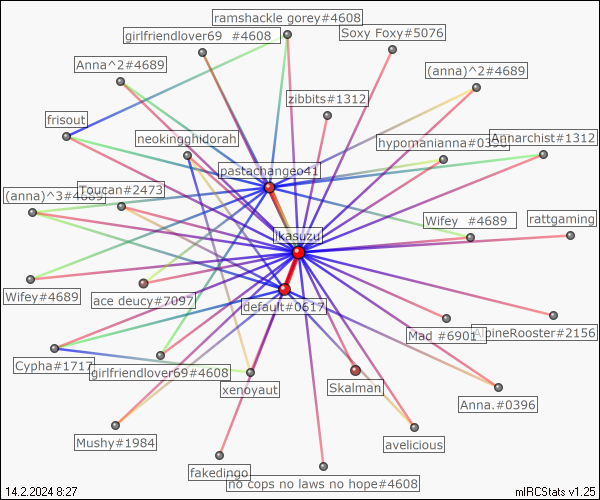 ramshackle gorey#4608
girlfriendlover69 #4608
Soxy Foxy#5076
Anna^2#4689
(anna)^2#4689
zibbits#1312
frisout
neokingghidorah
hypomanianna#0396
Annarchist#1312
pastachangeo41
(anna)^3#4689
Toucan#2473
Wifey #4689
rattgaming
jkasuzu
Wifey#4689
ace deucy#7097
default#0617
Mad #6901
AlpineRooster#2156
Cypha#1717
girlfriendlover69#4608
xenoyaut
Skalman
Anna.#0396
Mushy#1984
avelicious
fakedingo
no cops no laws no hope#4608
14.2.2024 8:27
mIRCStats v1.25